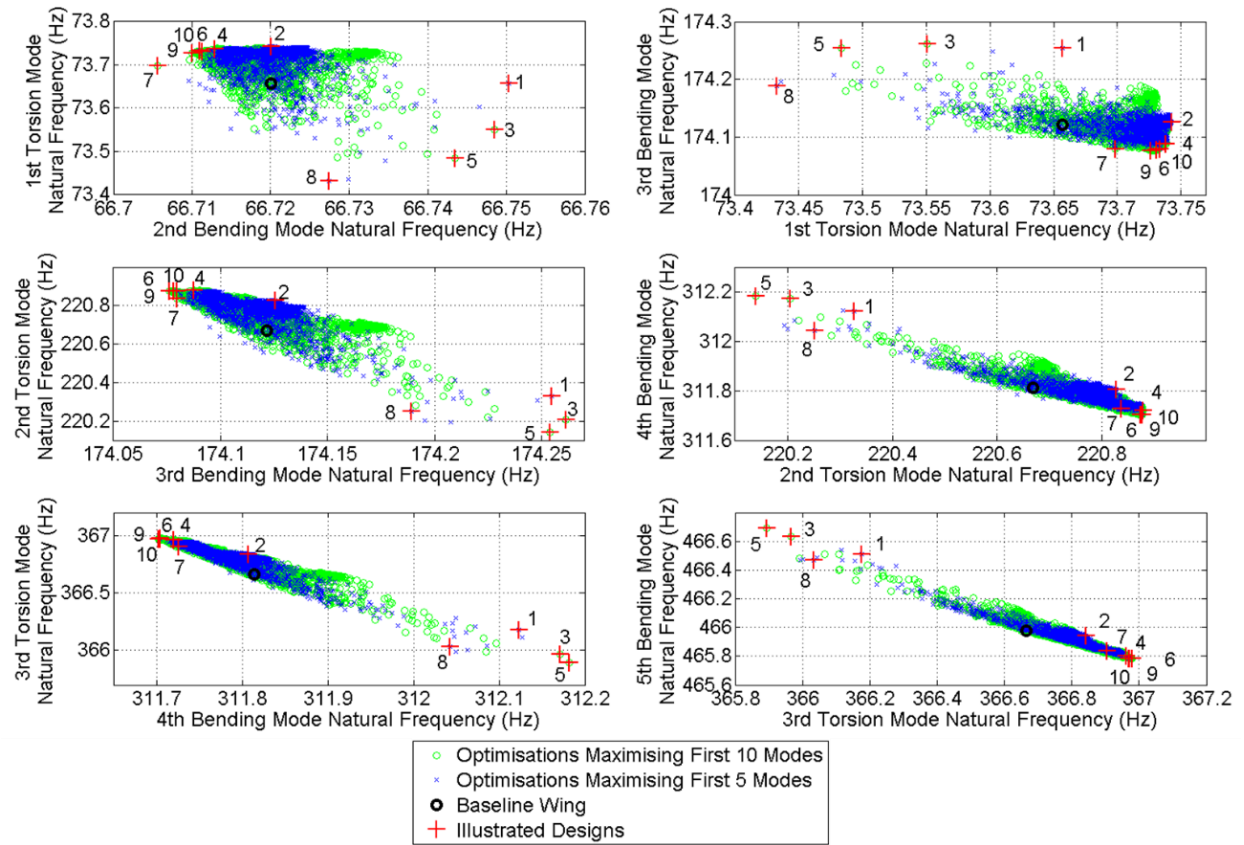 73.8
73.7
73.6
73.5
73.4
1st Torsion Mode
Natural Frequency (Hz)
10 6 4 2
9
7
1
3
5
8
66.7 66.71 66.72 66.73 66.74 66.75 66.76
2nd Bending Mode Natural Frequency (Hz)
174.3
174.2
174.1
174
3rd Bending Mode
Natural Frequency (Hz)
5 3 1
8
2
4
7
9 6 10
73.4 73.45 73.5 73.55 73.6 73.65 73.7 73.75
1st Torsion Mode Natural Frequency (Hz)
220.8
220.6
220.4
220.2
2nd Torsion Mode
Natural Frequency (Hz)
6 10 4 2
9
7
1
8 3
5
174.05 174.1 174.15 174.2 174.25
3rd Bending Mode Natural Frequency (Hz)
312.2
312
311.8
311.6
4th Bending Mode
Natural Frequency (Hz)
5 3 1
8
2
4
7 6 9 10
220.2 220.4 220.6 220.8
2nd Torsion Mode Natural Frequency (Hz)
367
366.5
366
3rd Torsion Mode
Natural Frequency (Hz)
9 6 4 2
10 7
1
8 3
5
311.7 311.8 311.9 312 312.1 312.2
4th Bending Mode Natural Frequency (Hz)
466.6
466.4
466.2
466
465.8
465.6
5th Bending Mode
Natural Frequency (Hz)
5 3 1
8
2 7 4
10 9 6
365.8 366 366.2 366.4 366.6 366.8 367 367.2
3rd Torsion Mode Natural Frequency (Hz)
Optimisations Maximising First 10 Modes
Optimisations Maximising First 5 Modes
Baseline Wing
Illustrated Designs